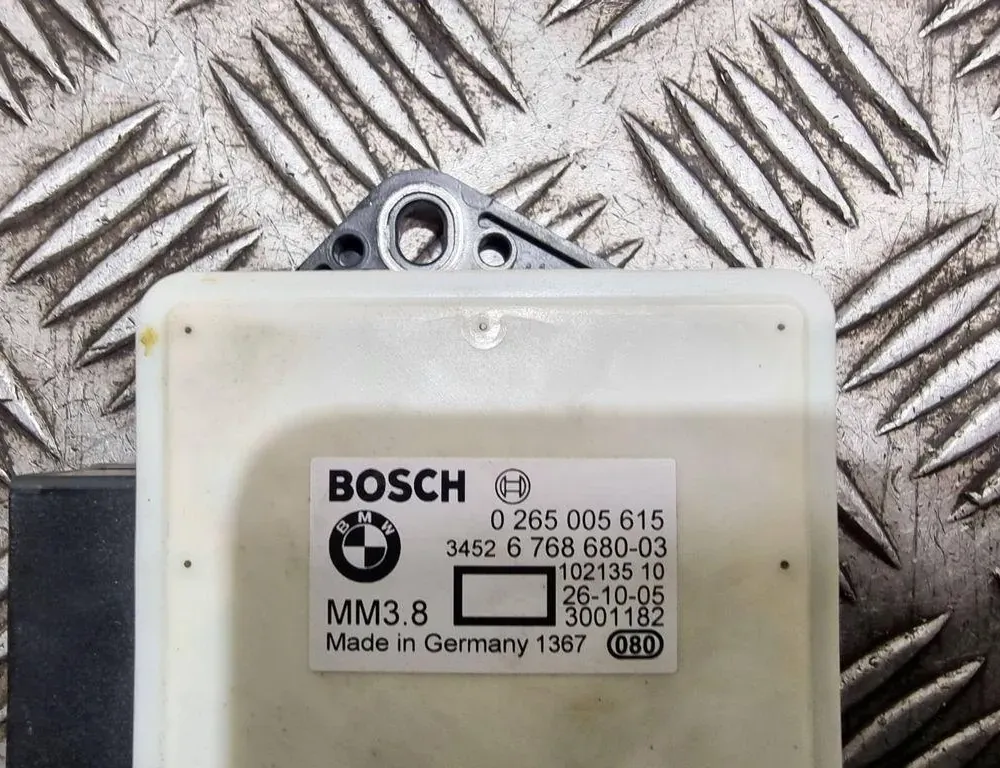 BOSCH
BMW
0 265 005 615
3452 6 768 680-03
102135 10
26-10-05
MM3.8 3001182
Made in Germany 1367 080